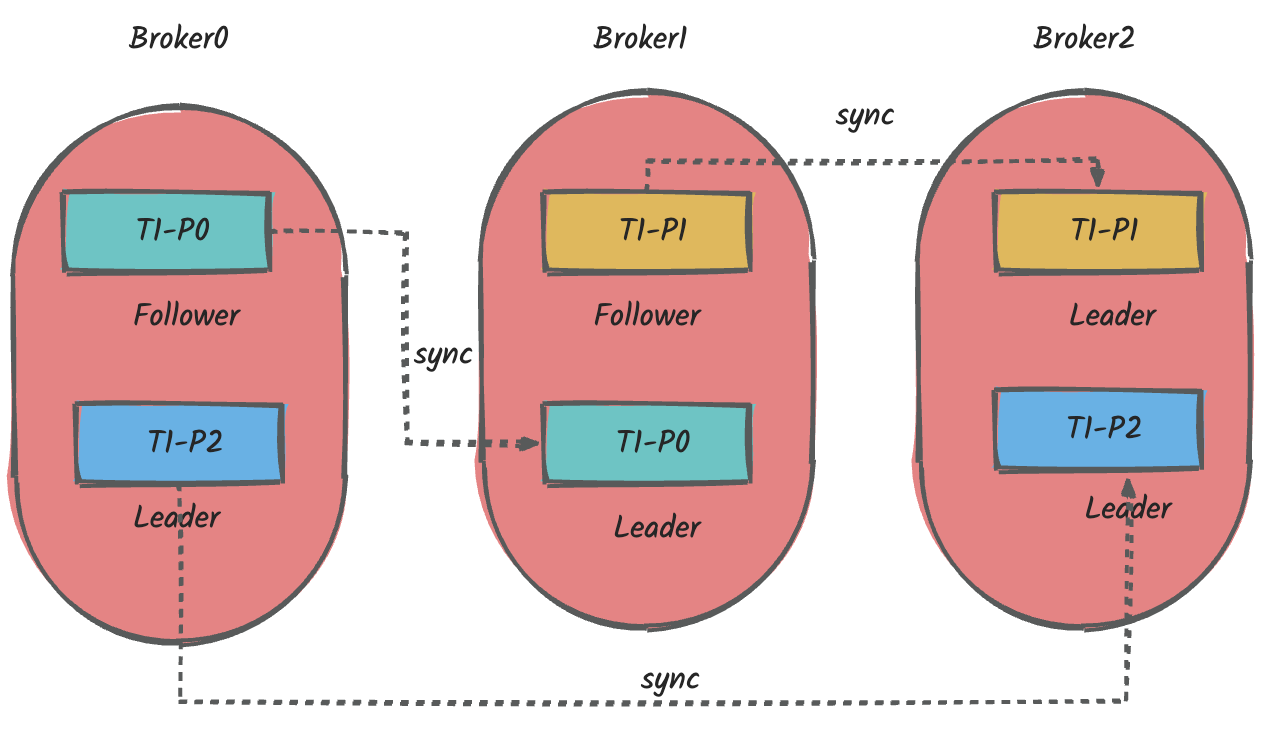 Broker0
Broker1
Broker2
sync
T1-P0
T1-P1
T1-P1
Follower
Follower
Leader
sync
T1-P2
T1-P0
T1-P2
Leader
Leader
Leader
sync